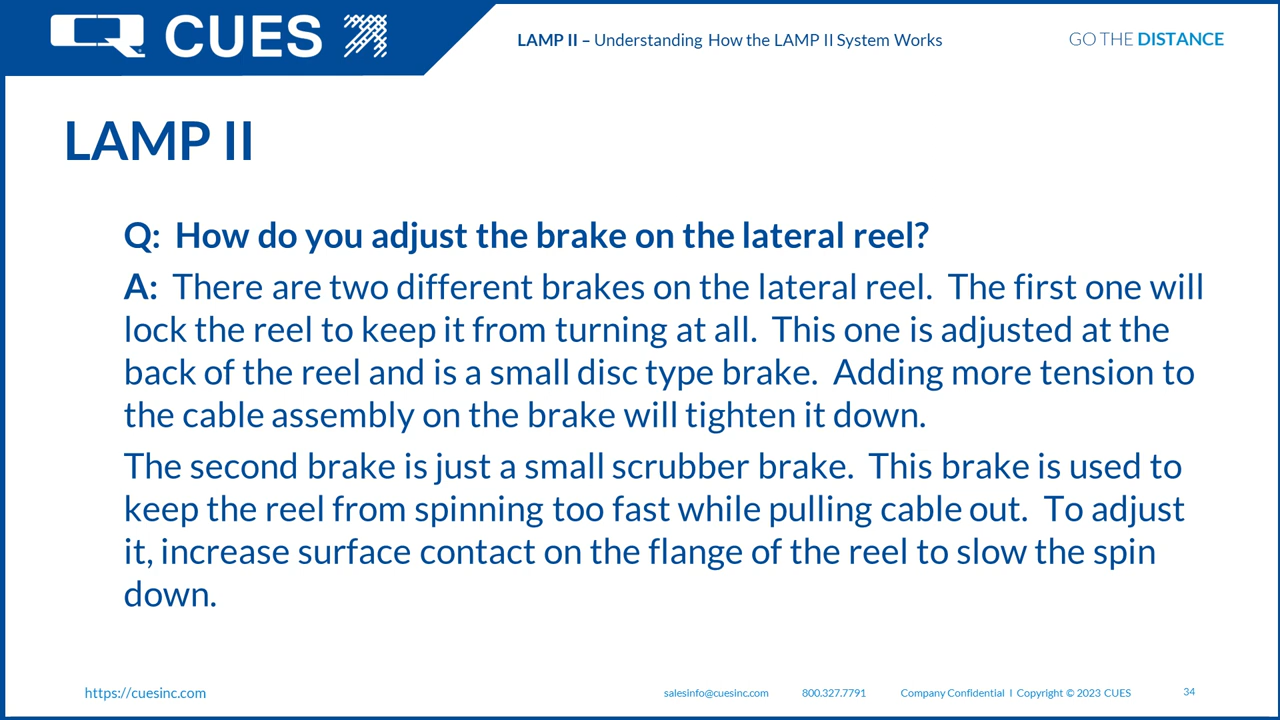 CUES
LAMP II – Understanding How the LAMP II System Works
GO THE DISTANCE
LAMP II
Q: How do you adjust the brake on the lateral reel?
A: There are two different brakes on the lateral reel. The first one will
lock the reel to keep it from turning at all. This one is adjusted at the
back of the reel and is a small disc type brake. Adding more tension to
the cable assembly on the brake will tighten it down.
The second brake is just a small scrubber brake. This brake is used to
keep the reel from spinning too fast while pulling cable out. To adjust
it, increase surface contact on the flange of the reel to slow the spin
down.
https://cuesinc.com
salesinfo@cuesinc.com 800.327.7791 Company Confidential I Copyright © 2023 CUES 34